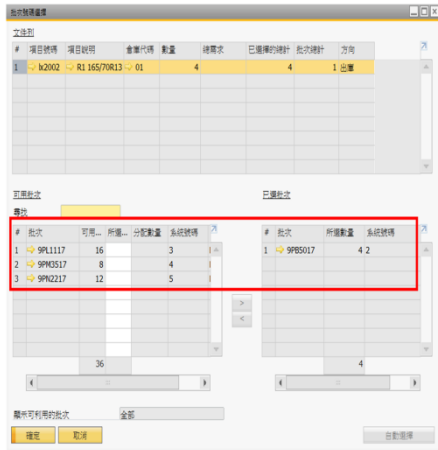 批次號碼選擇
文件列
# 項目號碼 項目說明 倉庫代碼 數量 總需求 已選擇的總計 批次總計 方向
1 lx2002 R1 165/70R13 01 4 4 1 出庫
可用批次 已選批次
尋找
# 批次 可用... 所選... 分配數量 系統號碼 # 批次 所選數量 系統號碼
1 9PL1117 16 3 1 9PB5017 4 2
2 9PM3517 8 4
3 9PN2217 12 5
> 
<
36 4
顯示可利用的批次 全部
確定 取消 自動選擇